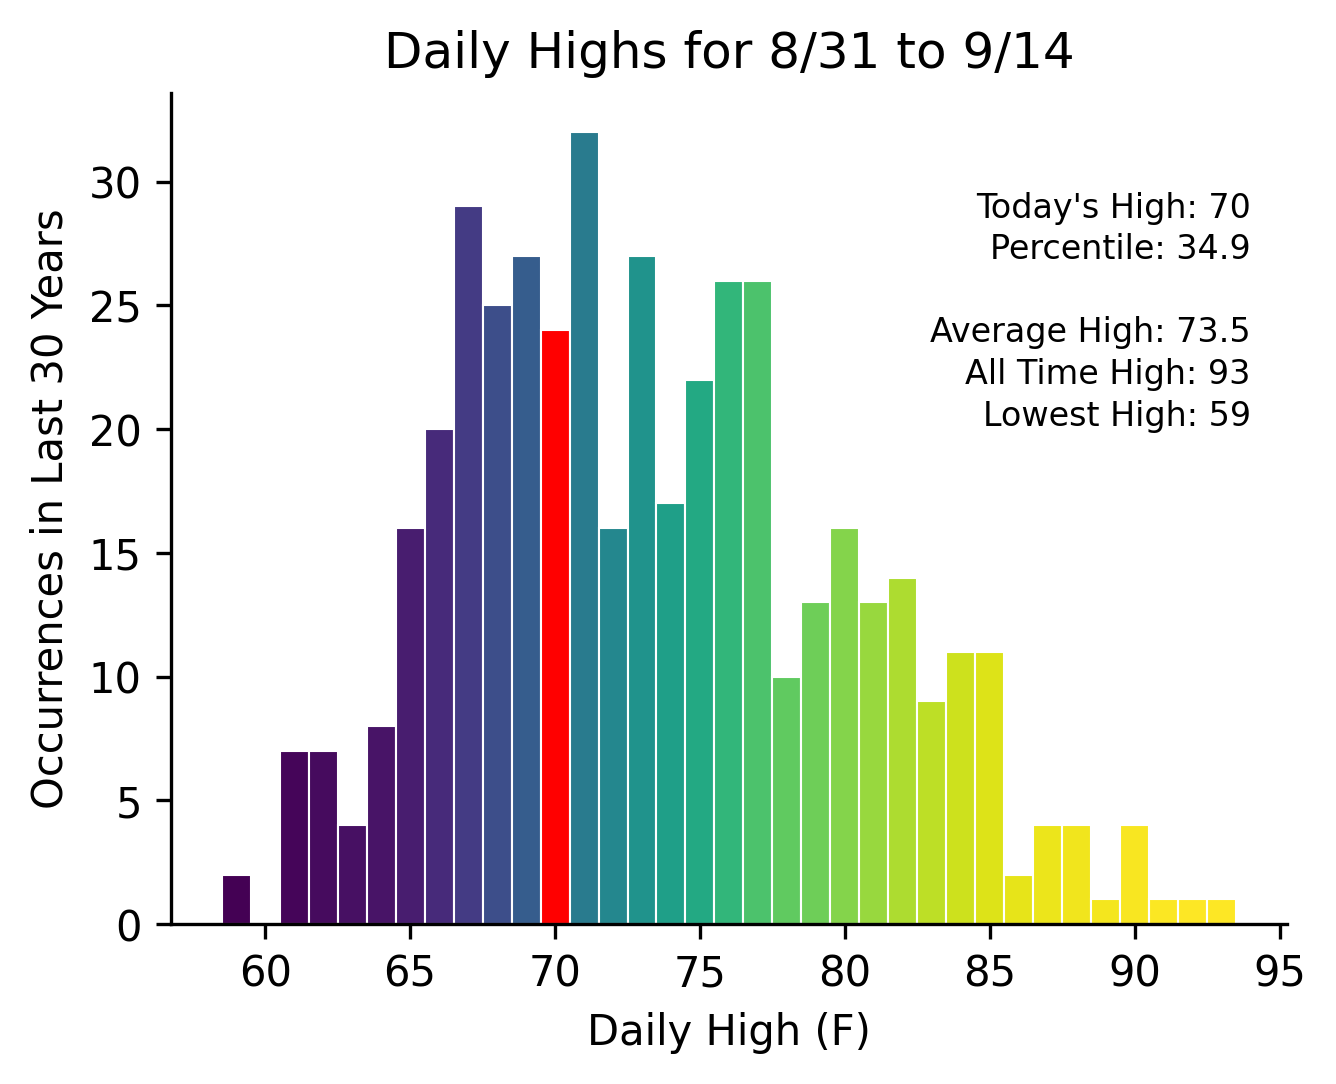 Daily Highs for 8/31 to 9/14
Occurrences in Last 30 Years
30
25
20
15
10
5
0
Today's High: 70
Percentile: 34.9
Average High: 73.5
All Time High: 93
Lowest High: 59
60 65 70 75 80 85 90 95
Daily High (F)